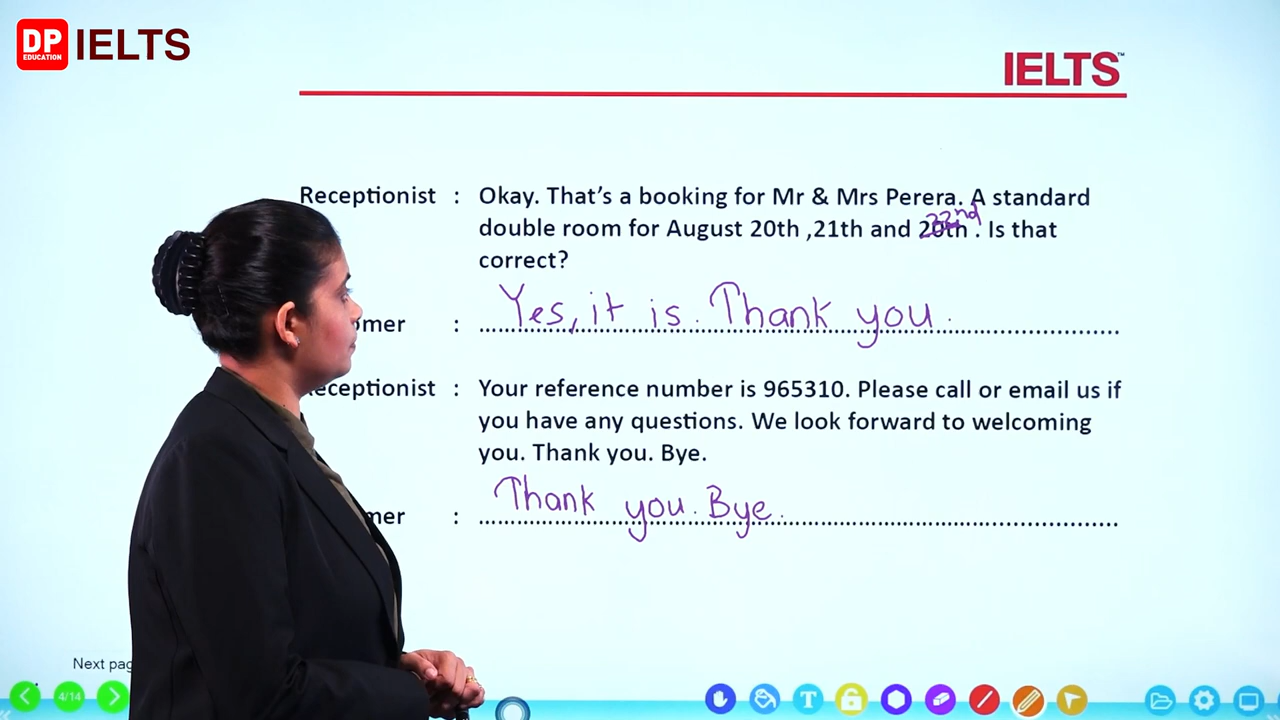 DP EDUCATION IELTS
IELTS™
Receptionist : Okay. That’s a booking for Mr & Mrs Perera. A standard
22nd
double room for August 20th ,21th and 20th . Is that
correct?
omer : Yes, it is. Thank you.
eceptionist : Your reference number is 965310. Please call or email us if
you have any questions. We look forward to welcoming
you. Thank you. Bye.
mer : Thank you. Bye.
Next pag
4/14
T